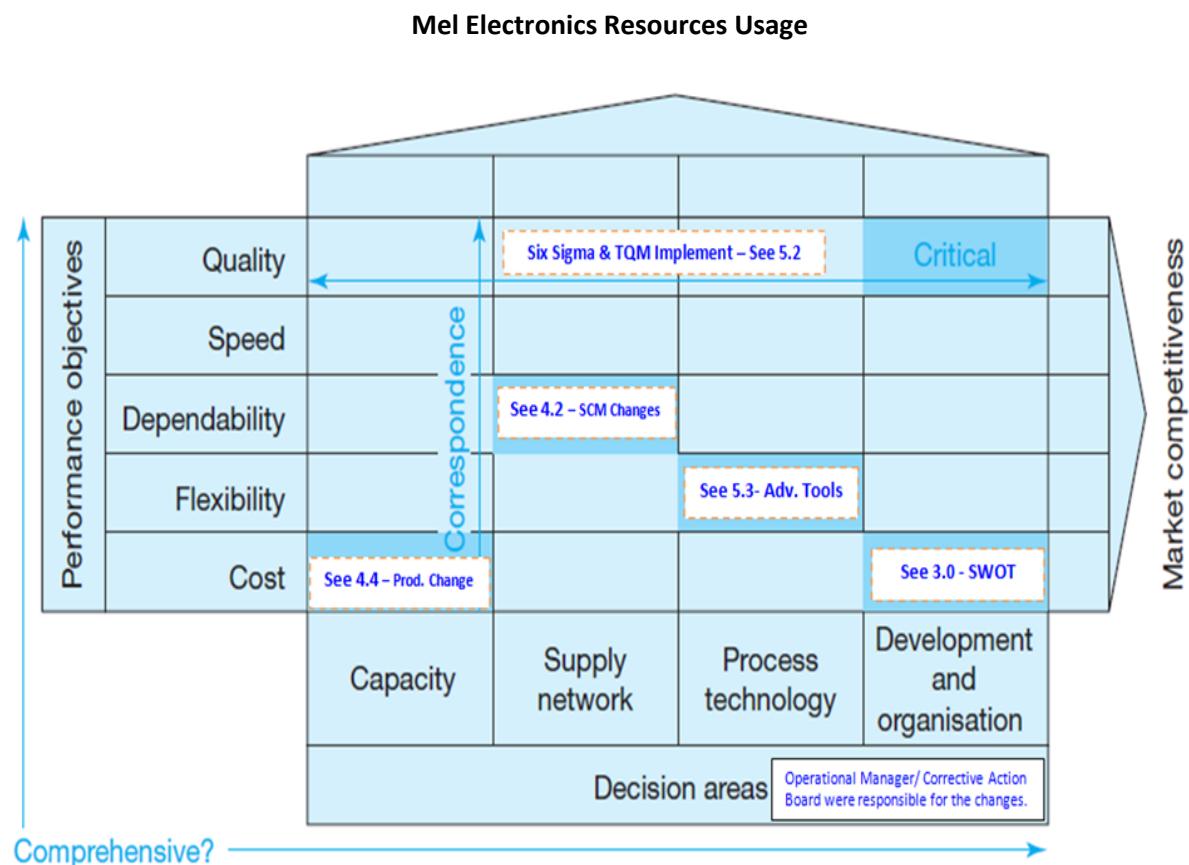 Mel Electronics Resources Usage
Performance objectives
Quality
Six Sigma & TQM Implement – See 5.2
Critical
Speed
Correspondence
Dependability
See 4.2 – SCM Changes
Flexibility
See 5.3- Adv. Tools
Cost
See 4.4 – Prod. Change
See 3.0 - SWOT
Market competitiveness
Capacity
Supply
network
Process
technology
Development
and
organisation
Decision areas
Operational Manager/ Corrective Action
Board were responsible for the changes.
Comprehensive?